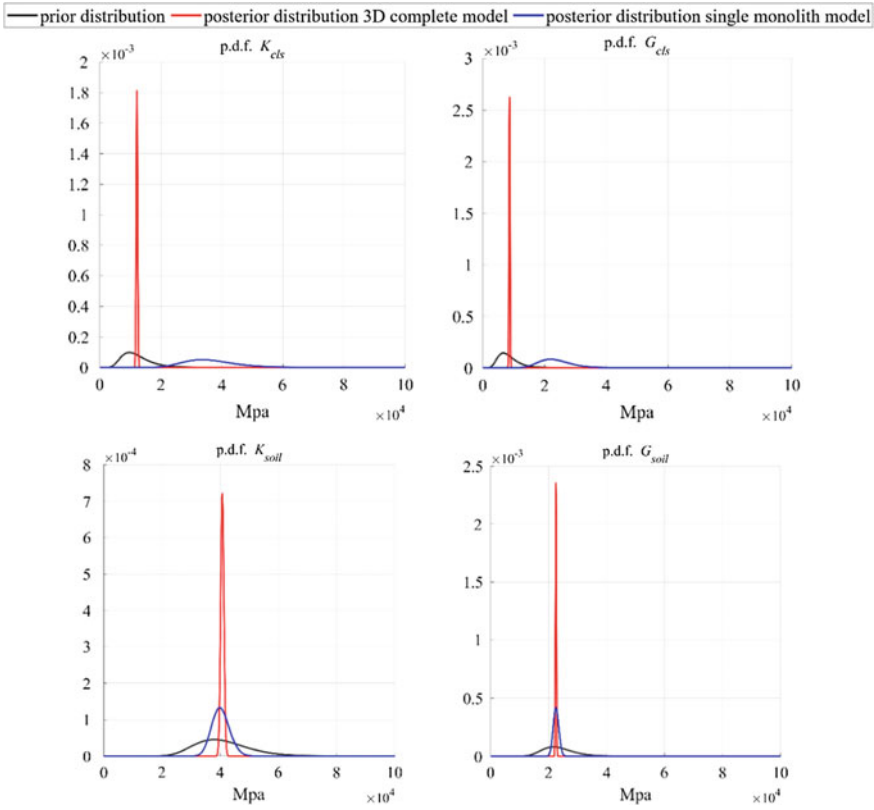 prior distribution posterior distribution 3D complete model posterior distribution single monolith model
×10⁻³ p.d.f. K_cls
2
1.8
1.6
1.4
1.2
1
0.8
0.6
0.4
0.2
0
0 2 4 6 8 10
Mpa ×10⁴
×10⁻³ p.d.f. G_cls
3
2.5
2
1.5
1
0.5
0
0 2 4 6 8 10
Mpa ×10⁴
×10⁻⁴ p.d.f. K_soil
8
7
6
5
4
3
2
1
0
0 2 4 6 8 10
Mpa ×10⁴
×10⁻³ p.d.f. G_soil
2.5
2
1.5
1
0.5
0
0 2 4 6 8 10
Mpa ×10⁴